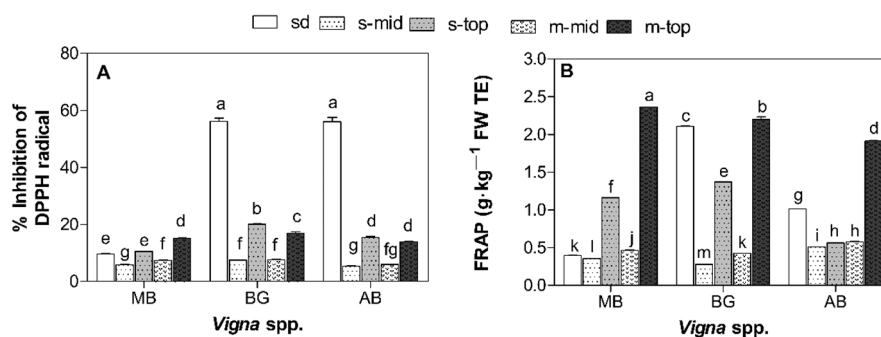 sd s-mid s-top m-mid m-top
A
% Inhibition of
DPPH radical
80
60
40
20
0
e g e f d
a f b f c
a g d fg d
MB BG AB
Vigna spp.
B
FRAP (g·kg⁻¹ FW TE)
3.0
2.5
2.0
1.5
1.0
0.5
0.0
k l f j a
c m e k b
g i h h d
MB BG AB
Vigna spp.